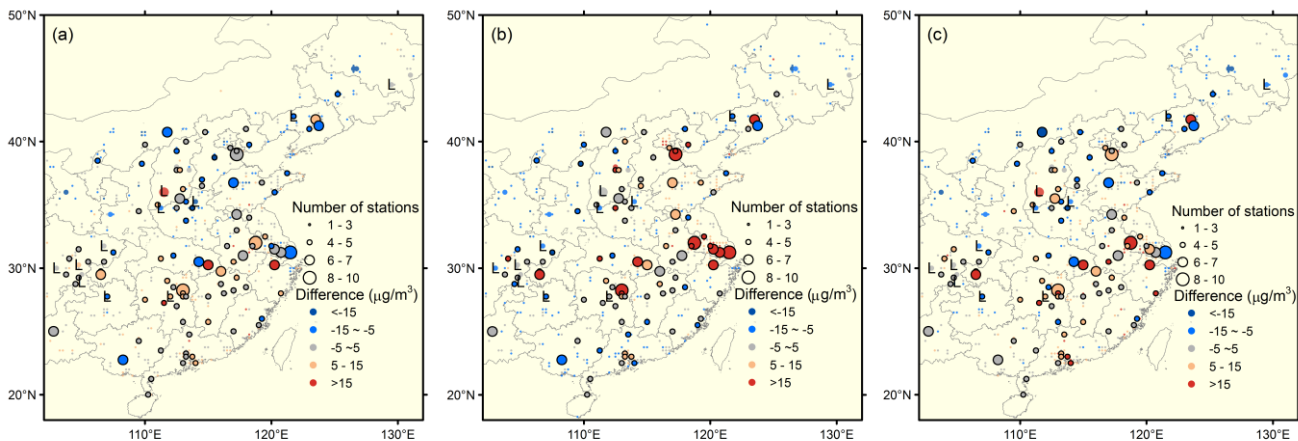 50°N
(a)
L
L
40°N
L
L
L
Number of stations
1 - 3
4 - 5
L
L
L
30°N
6 - 7
L
L
8 - 10
Difference (µg/m³)
<-15
-15 ~ -5
-5 ~5
5 - 15
>15
20°N
110°E
120°E
130°E
50°N
(b)
L
L
40°N
L
L
L
Number of stations
1 - 3
4 - 5
L
L
L
30°N
6 - 7
L
L
8 - 10
Difference (µg/m³)
<-15
-15 ~ -5
-5 ~5
5 - 15
>15
20°N
110°E
120°E
130°E
50°N
(c)
L
L
40°N
L
L
L
Number of stations
1 - 3
4 - 5
L
L
L
30°N
6 - 7
L
L
8 - 10
Difference (µg/m³)
<-15
-15 ~ -5
-5 ~5
5 - 15
>15
20°N
110°E
120°E
130°E